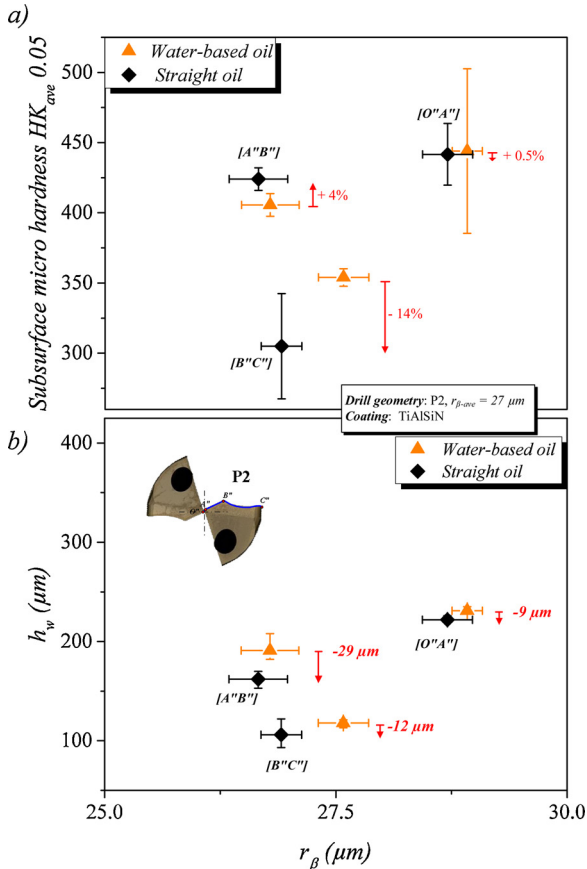 a)
Subsurface micro hardness HK_ave 0.05
500
450
400
350
300
Water-based oil
Straight oil
[A"B"]
[O"A"]
+ 4%
+ 0.5%
- 14%
[B"C"]
Drill geometry: P2, r_β-ave = 27 μm
Coating: TiAlSiN
b)
h_w (μm)
400
300
200
100
Water-based oil
Straight oil
P2
B"
C"
[O"A"]
-9 μm
-29 μm
[A"B"]
-12 μm
[B"C"]
25.0
27.5
30.0
r_β (μm)